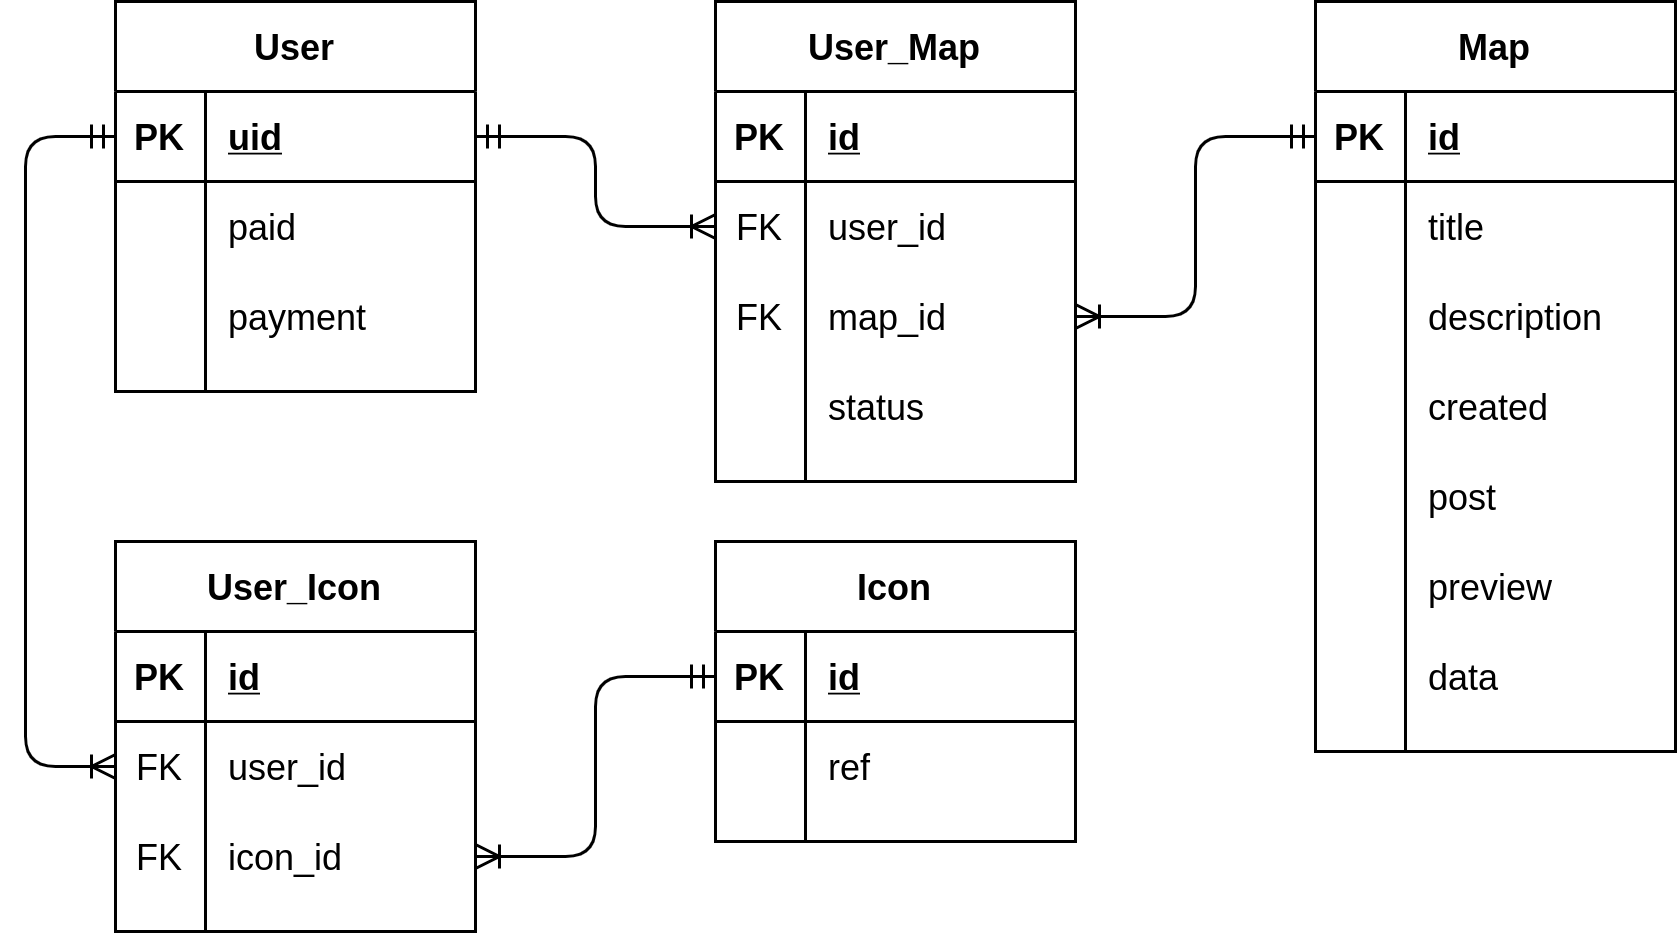 User
PK uid
paid
payment
User_Map
PK id
FK user_id
FK map_id
status
Map
PK id
title
description
created
post
preview
data
User_Icon
PK id
FK user_id
FK icon_id
Icon
PK id
ref